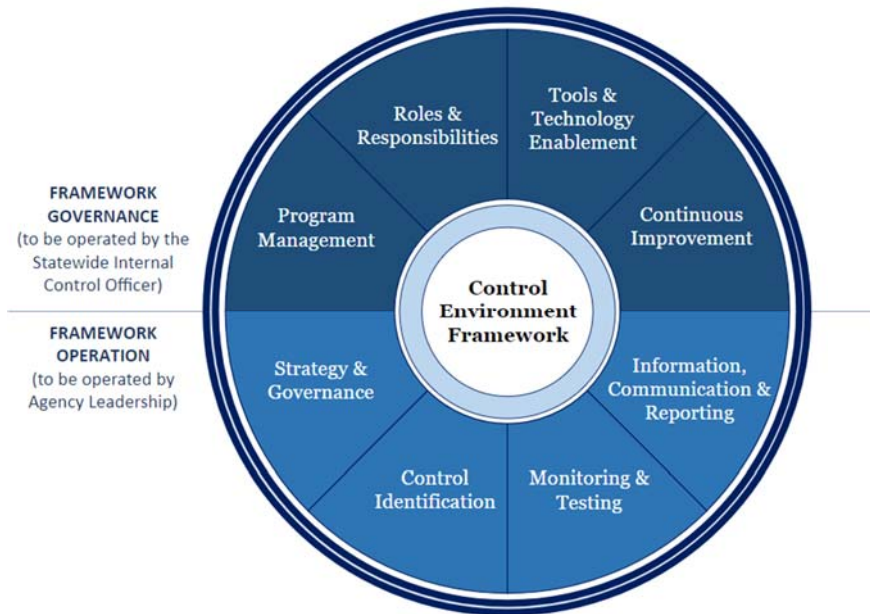 Roles &
Responsibilities
Tools &
Technology
Enablement
FRAMEWORK
GOVERNANCE
(to be operated by the
Statewide Internal
Control Officer)
Program
Management
Continuous
Improvement
Control
Environment
Framework
FRAMEWORK
OPERATION
(to be operated by
Agency Leadership)
Strategy &
Governance
Information,
Communication &
Reporting
Control
Identification
Monitoring &
Testing